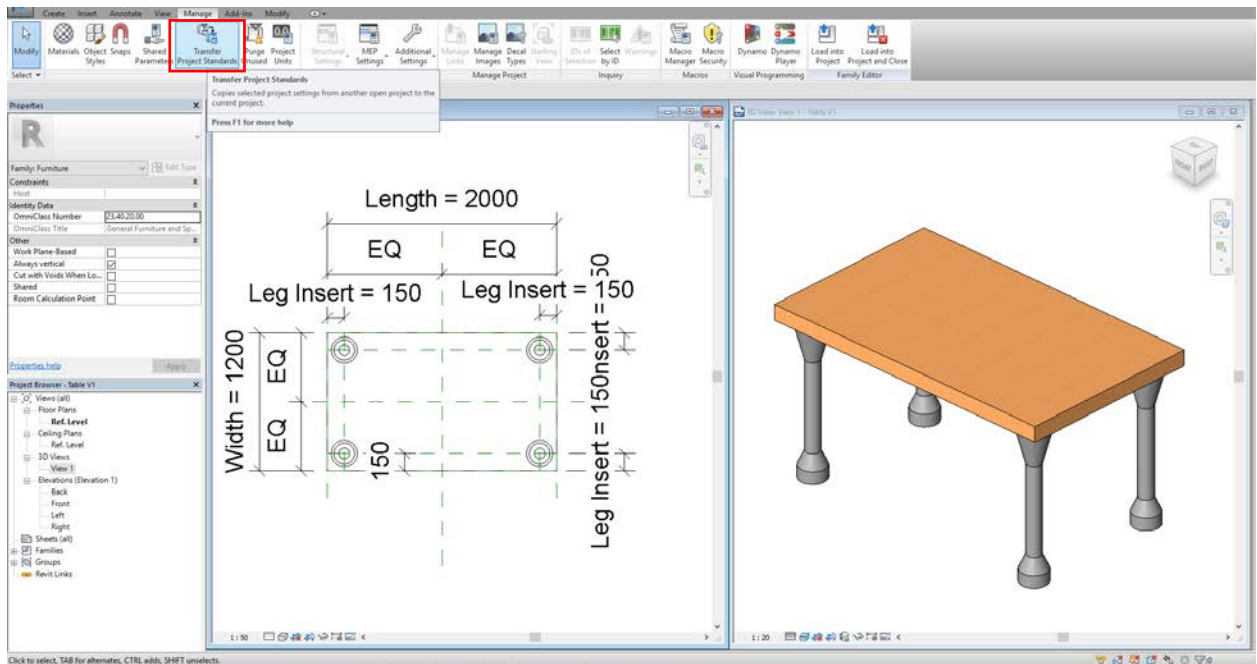 Create Insert Annotate View Manage Add-Ins Modify
Modify Materials Object Styles Snaps Shared Parameters Transfer Project Standards Purge Unused Project Units Structural Settings MEP Settings Additional Settings Manage Links Manage Images Decal Types Starting View IDs of Selection Select by ID Warnings Macro Manager Macro Security Dynamo Dynamo Player Load into Project Load into Project and Close
Select Manage Project Inquiry Macros Visual Programming Family Editor
Transfer Project Standards
Copies selected project settings from another open project to the
current project.
Press F1 for more help
Properties
R
Family: Furniture Edit Type
Constraints
Host
Identity Data
OmniClass Number 23.40.20.00
OmniClass Title General Furniture and Sp...
Other
Work Plane-Based
Always vertical
Cut with Voids When Lo...
Shared
Room Calculation Point
Properties help Apply
Project Browser - Table V1
Views (all)
Floor Plans
Ref. Level
Ceiling Plans
Ref. Level
3D Views
View 1
Elevations (Elevation 1)
Back
Front
Left
Right
Sheets (all)
Families
Groups
Revit Links
Length = 2000
EQ EQ
Leg Insert = 150 Leg Insert = 150
Width = 1200
EQ
EQ
150
Leg Insert = 150
nsert = 150
1 : 50
3D View: View 1 - Table V1
FRONT RIGHT
1 : 20
Click to select, TAB for alternates, CTRL adds, SHIFT unselects.